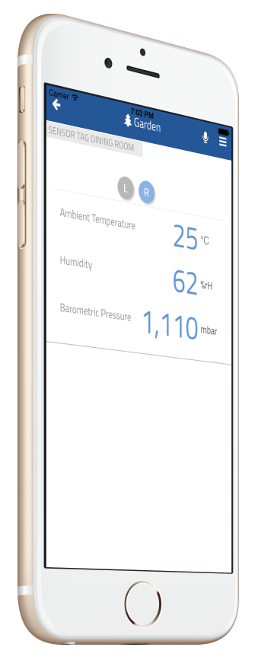 Carrier 7:02 PM
Garden
SENSOR TAG DINING ROOM
L R
Ambient Temperature 25 °C
Humidity 62 %rH
Barometric Pressure 1,110 mbar